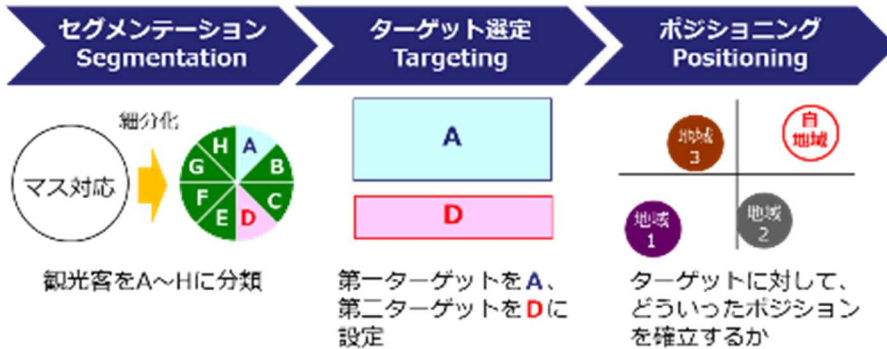 セグメンテーション
Segmentation
ターゲット選定
Targeting
ポジショニング
Positioning
マス対応
細分化
A
B
C
D
E
F
G
H
観光客をA～Hに分類
A
D
第一ターゲットをA、
第二ターゲットをDに
設定
地域
3
自
地域
地域
1
地域
2
ターゲットに対して、
どういったポジション
を確立するか